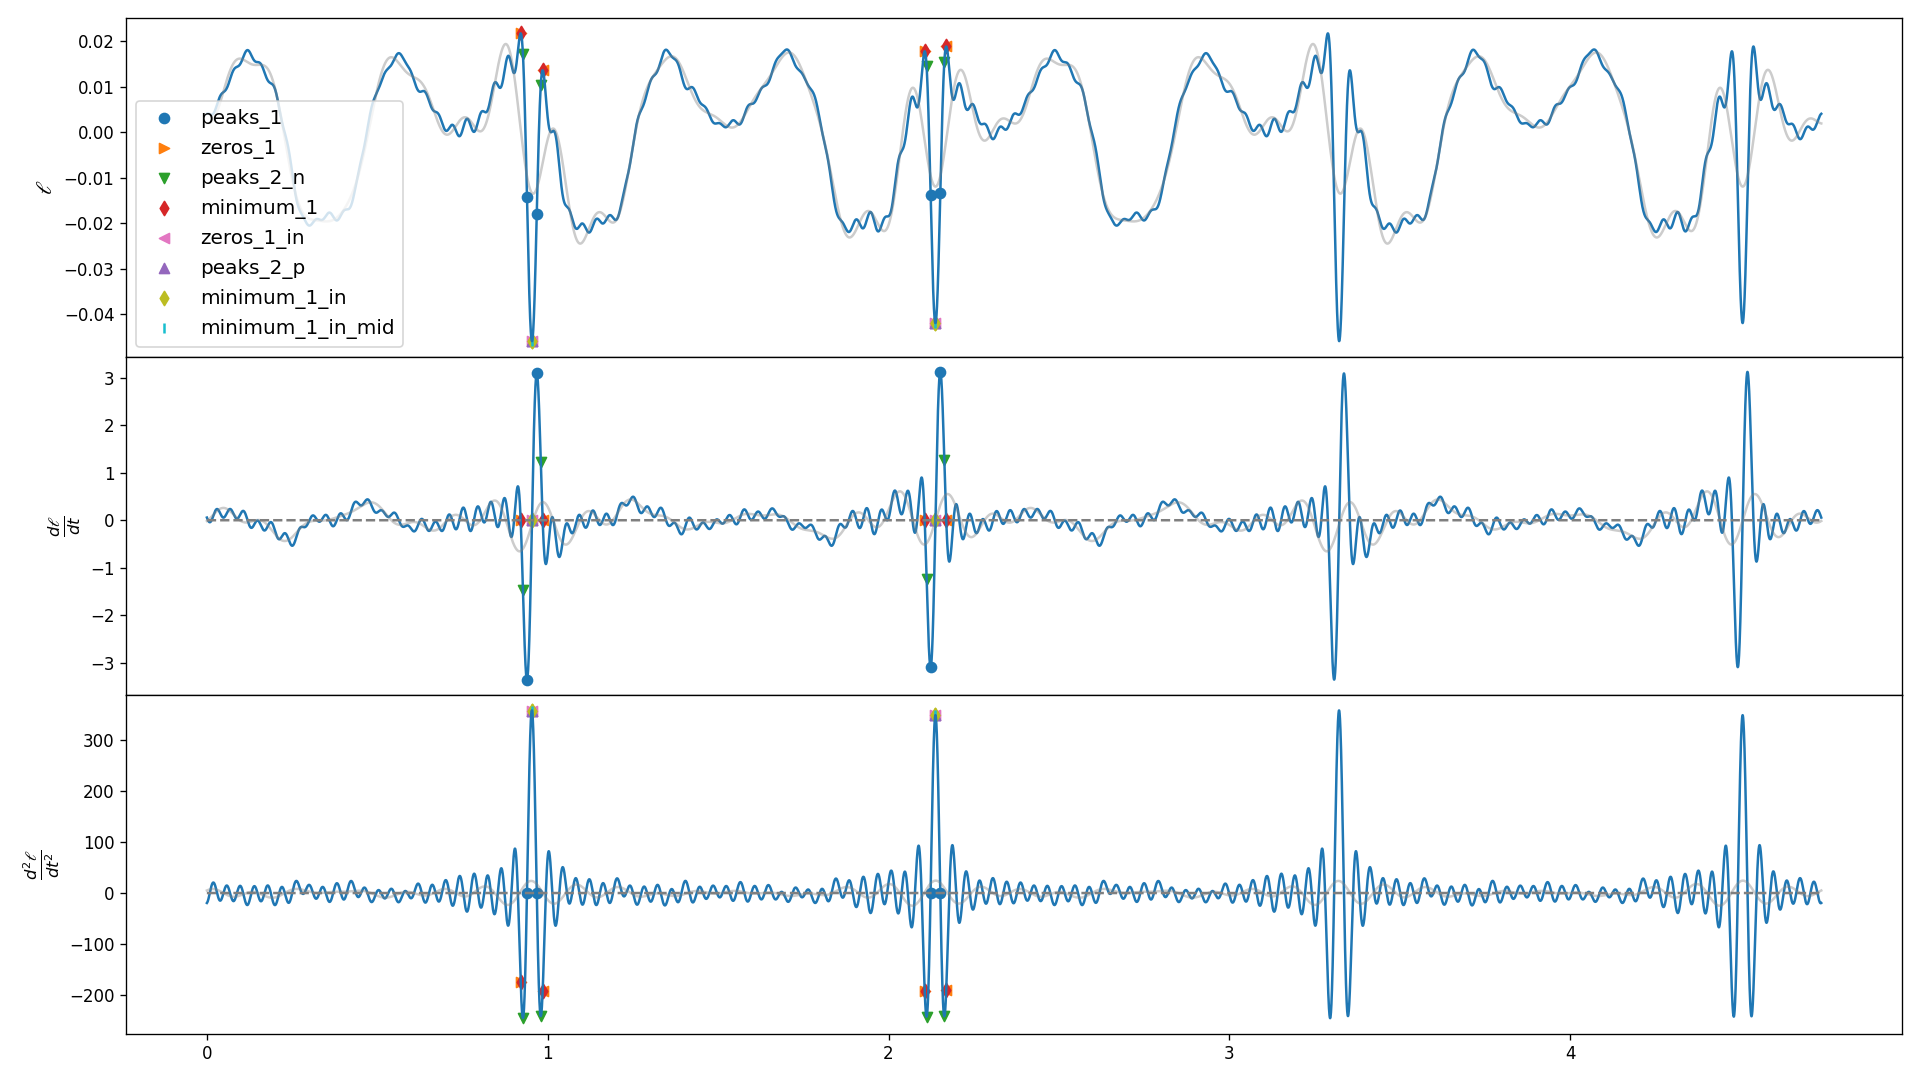 0.02
0.01
0.00
−0.01
−0.02
−0.03
−0.04
ℓ
peaks_1
zeros_1
peaks_2_n
minimum_1
zeros_1_in
peaks_2_p
minimum_1_in
minimum_1_in_mid
3
2
1
0
−1
−2
−3
dℓ/dt
300
200
100
0
−100
−200
d²ℓ/dt²
0 1 2 3 4